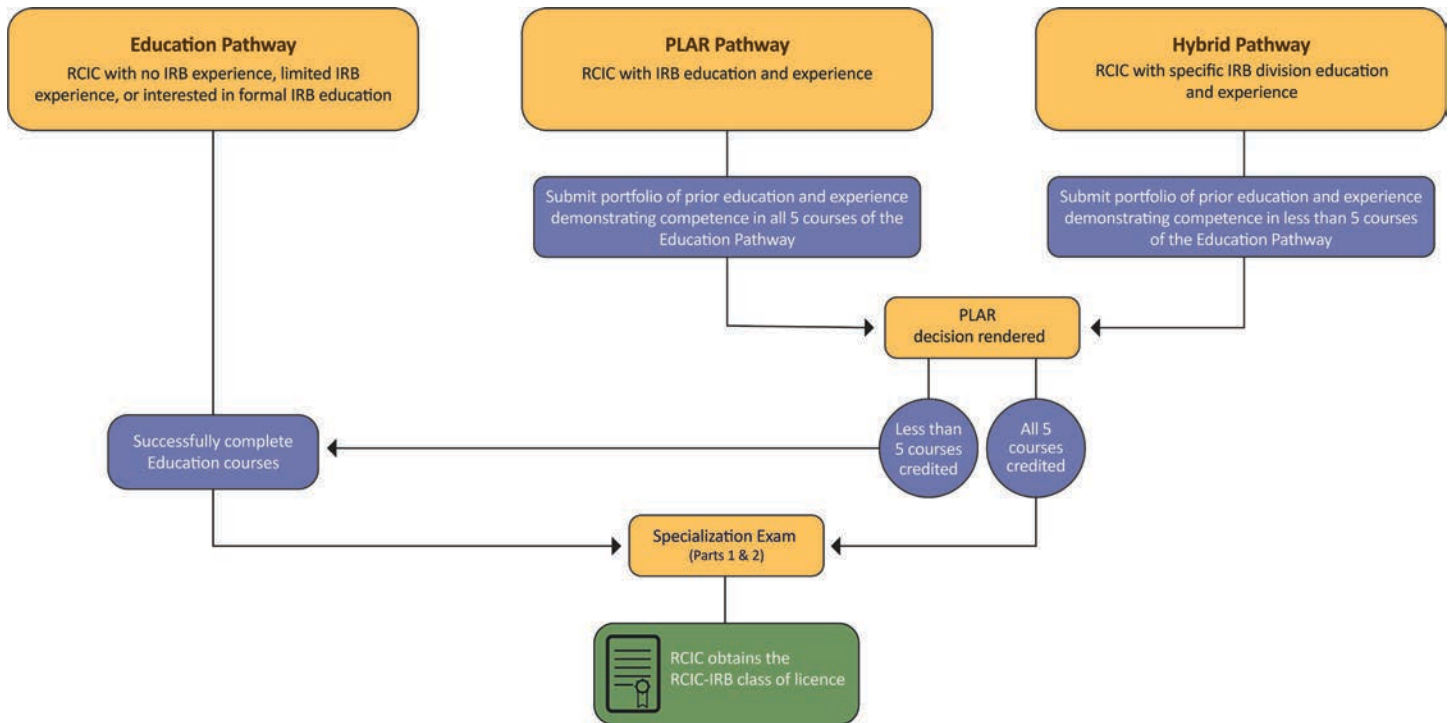 Education Pathway
RCIC with no IRB experience, limited IRB
experience, or interested in formal IRB education
PLAR Pathway
RCIC with IRB education and experience
Hybrid Pathway
RCIC with specific IRB division education
and experience
Submit portfolio of prior education and experience
demonstrating competence in all 5 courses of the
Education Pathway
Submit portfolio of prior education and experience
demonstrating competence in less than 5 courses
of the Education Pathway
PLAR
decision rendered
Successfully complete
Education courses
Less than
5 courses
credited
All 5
courses
credited
Specialization Exam
(Parts 1 & 2)
RCIC obtains the
RCIC-IRB class of licence